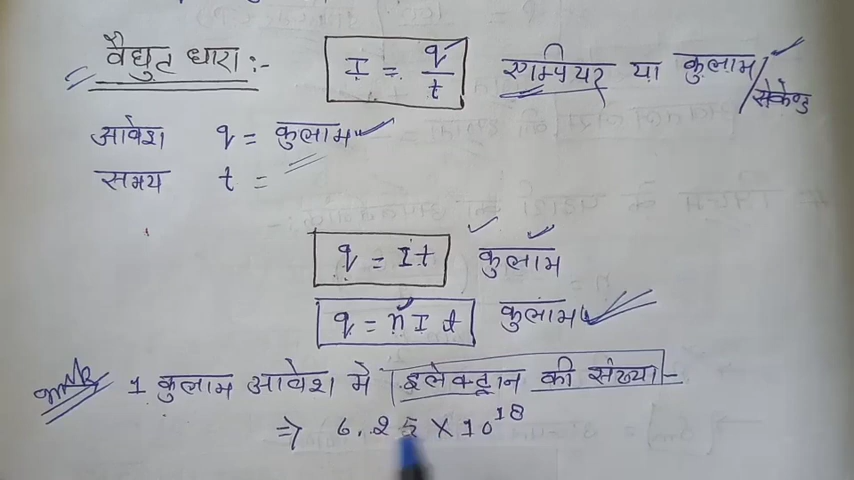 वैद्युत धारा :- I = q/t एम्पियर या कुलाम/सेकेण्ड
आवेश q = कुलाम
समय t =
q = It कुलाम
q = nIt कुलाम
1 कुलाम आवेश में इलेक्ट्रान की संख्या -
⇒ 6.25 × 10¹⁸